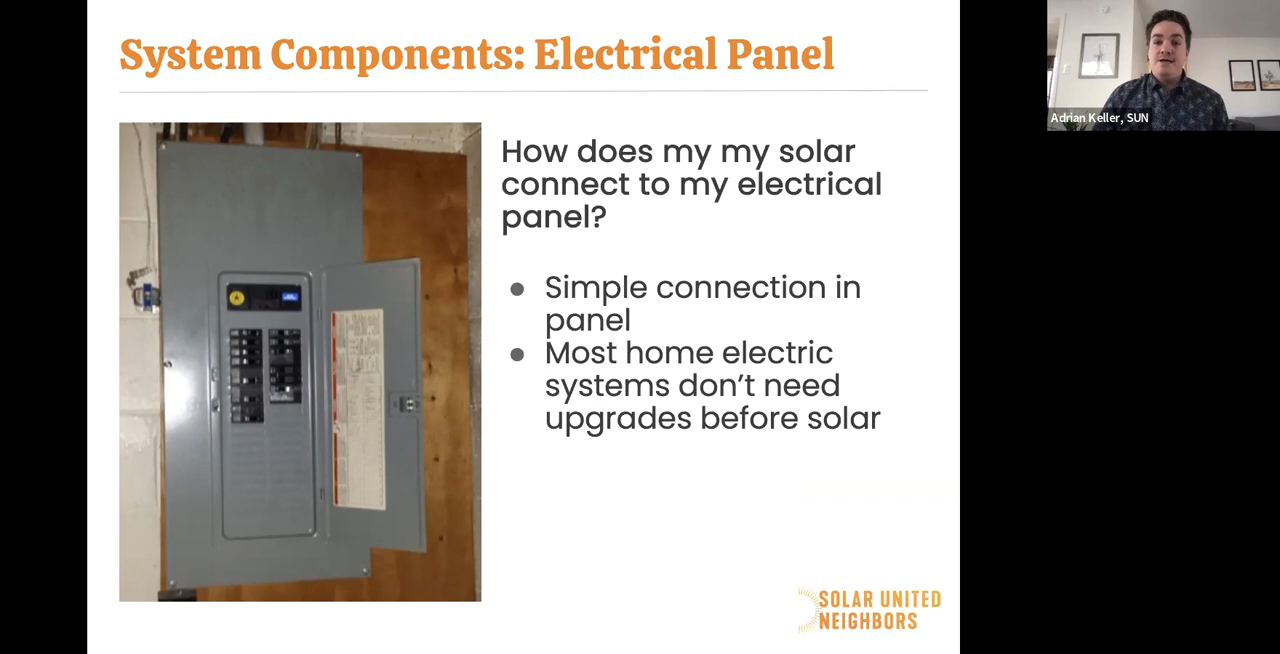 System Components: Electrical Panel
How does my my solar
connect to my electrical
panel?
● Simple connection in
panel
● Most home electric
systems don’t need
upgrades before solar
SOLAR UNITED
NEIGHBORS
Adrian Keller, SUN